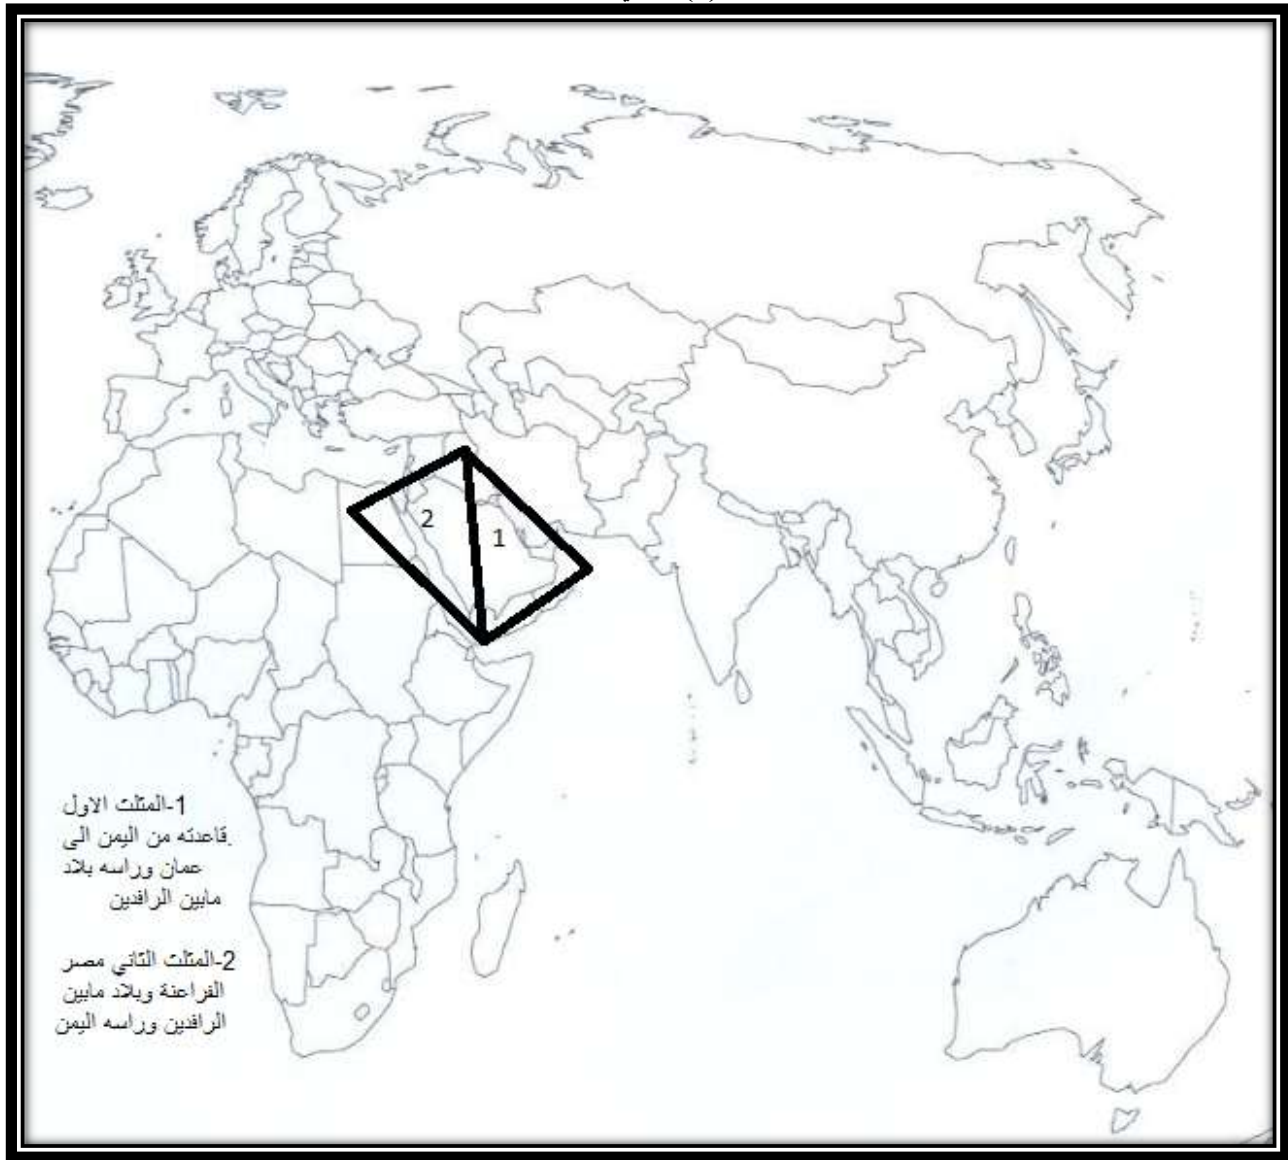 2
1
1-المثلث الاول
قاعدته من اليمن الى.
عمان وراسه بلاد
مابين الرافدين
2-المثلث الثاني مصر
الفراعنة وبلاد مابين
الرافدين وراسه اليمن